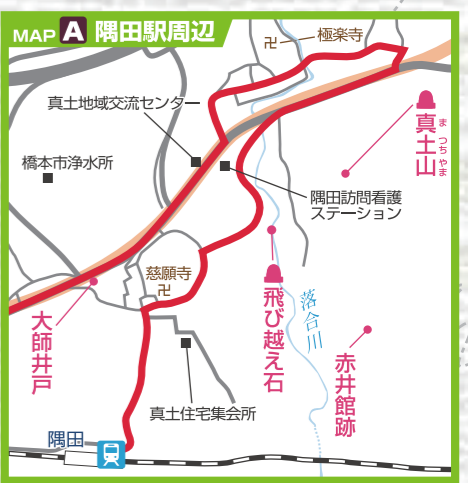 MAP A 隅田駅周辺
卍
極楽寺
真土地域交流センター
真土山
まつちやま
橋本市浄水所
隅田訪問看護
ステーション
慈願寺
卍
飛び越え石
落合川
大師井戸
赤井館跡
真土住宅集会所
隅田